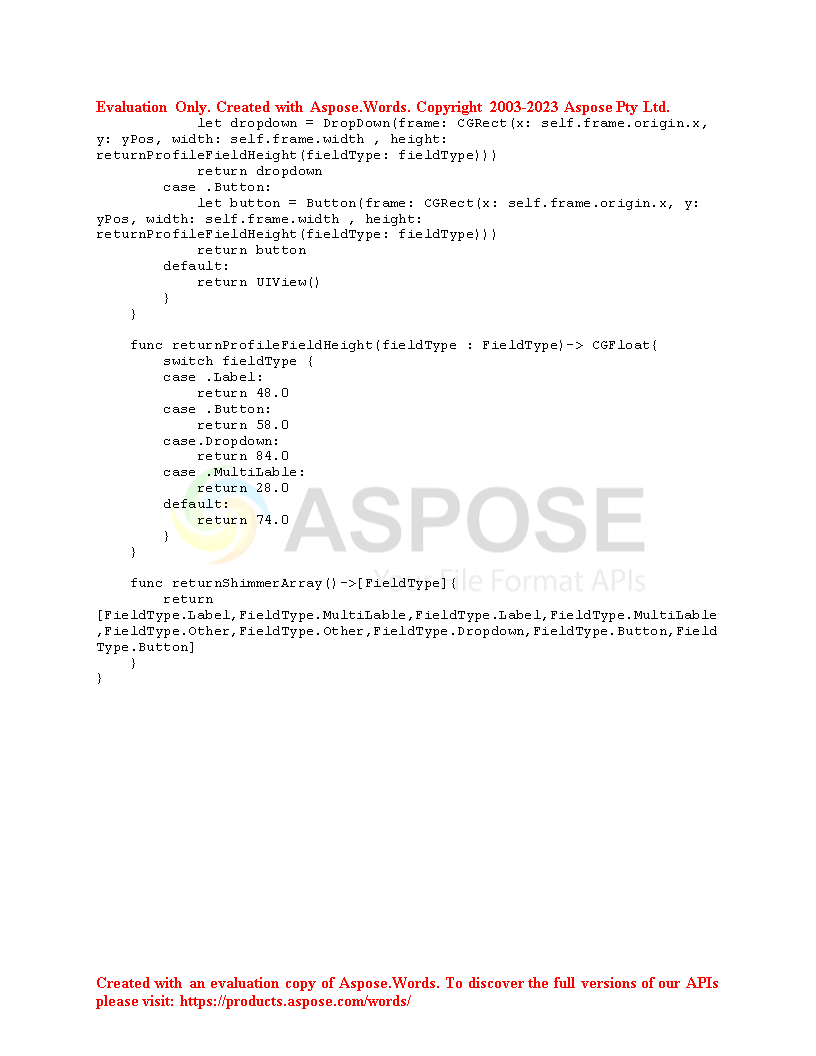 Evaluation Only. Created with Aspose.Words. Copyright 2003-2023 Aspose Pty Ltd.
            let dropdown = DropDown(frame: CGRect(x: self.frame.origin.x,
y: yPos, width: self.frame.width , height:
returnProfileFieldHeight(fieldType: fieldType)))
            return dropdown
        case .Button:
            let button = Button(frame: CGRect(x: self.frame.origin.x, y:
yPos, width: self.frame.width , height:
returnProfileFieldHeight(fieldType: fieldType)))
            return button
        default:
            return UIView()
        }
    }

    func returnProfileFieldHeight(fieldType : FieldType)-> CGFloat{
        switch fieldType {
        case .Label:
            return 48.0
        case .Button:
            return 58.0
        case.Dropdown:
            return 84.0
        case .MultiLable:
            return 28.0
        default:
            return 74.0
        }
    }
ASPOSE
Your File Format APIs

    func returnShimmerArray()->[FieldType]{
        return
[FieldType.Label,FieldType.MultiLable,FieldType.Label,FieldType.MultiLable
,FieldType.Other,FieldType.Other,FieldType.Dropdown,FieldType.Button,Field
Type.Button]
    }
}
Created with an evaluation copy of Aspose.Words. To discover the full versions of our APIs
please visit: https://products.aspose.com/words/